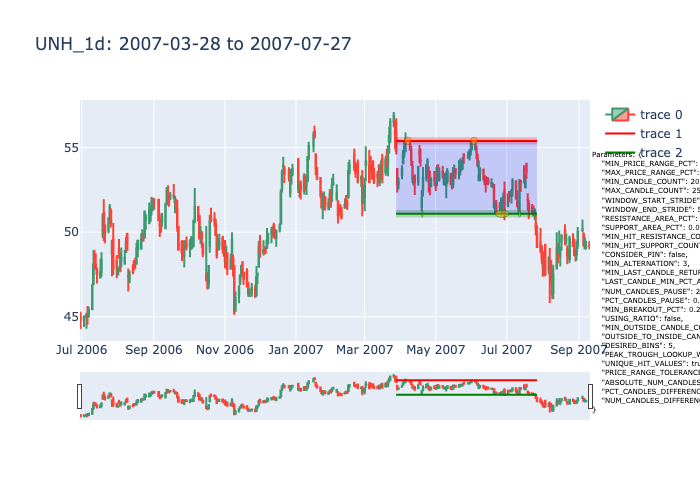 UNH_1d: 2007-03-28 to 2007-07-27
trace 0
trace 1
trace 2
Parameters: {
"MIN_PRICE_RANGE_PCT":
"MAX_PRICE_RANGE_PCT":
"MIN_CANDLE_COUNT": 20
"MAX_CANDLE_COUNT": 25
"WINDOW_START_STRIDE"
"WINDOW_END_STRIDE": 5
"RESISTANCE_AREA_PCT":
"SUPPORT_AREA_PCT": 0.0
"MIN_HIT_RESISTANCE_CO
"MIN_HIT_SUPPORT_COUN
"CONSIDER_PIN": false,
"MIN_ALTERNATION": 3,
"MIN_LAST_CANDLE_RETUR
"LAST_CANDLE_MIN_PCT_A
"NUM_CANDLES_PAUSE": 2
"PCT_CANDLES_PAUSE": 0.
"MIN_BREAKOUT_PCT": 0.2
"USING_RATIO": false,
"MIN_OUTSIDE_CANDLE_CO
"OUTSIDE_TO_INSIDE_CAN
"DESIRED_BINS": 5,
"PEAK_TROUGH_LOOKUP_W
"UNIQUE_HIT_VALUES": tru
"PRICE_RANGE_TOLERANC
"ABSOLUTE_NUM_CANDLES
"PCT_CANDLES_DIFFERENC
"NUM_CANDLES_DIFFEREN
}
55
50
45
Jul 2006
Sep 2006
Nov 2006
Jan 2007
Mar 2007
May 2007
Jul 2007
Sep 2007